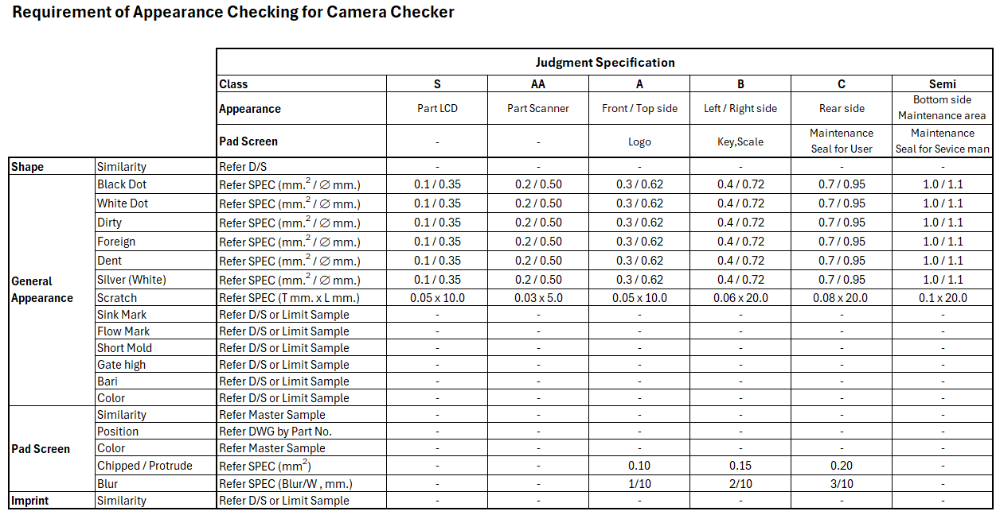 Requirement of Appearance Checking for Camera Checker
Judgment Specification
Class S AA A B C Semi
Appearance Part LCD Part Scanner Front / Top side Left / Right side Rear side Bottom side Maintenance area
Pad Screen - - Logo Key,Scale Maintenance Seal for User Maintenance Seal for Sevice man
Shape Similarity Refer D/S - - - - - -
General Appearance
Black Dot Refer SPEC (mm.² / ∅ mm.) 0.1 / 0.35 0.2 / 0.50 0.3 / 0.62 0.4 / 0.72 0.7 / 0.95 1.0 / 1.1
White Dot Refer SPEC (mm.² / ∅ mm.) 0.1 / 0.35 0.2 / 0.50 0.3 / 0.62 0.4 / 0.72 0.7 / 0.95 1.0 / 1.1
Dirty Refer SPEC (mm.² / ∅ mm.) 0.1 / 0.35 0.2 / 0.50 0.3 / 0.62 0.4 / 0.72 0.7 / 0.95 1.0 / 1.1
Foreign Refer SPEC (mm.² / ∅ mm.) 0.1 / 0.35 0.2 / 0.50 0.3 / 0.62 0.4 / 0.72 0.7 / 0.95 1.0 / 1.1
Dent Refer SPEC (mm.² / ∅ mm.) 0.1 / 0.35 0.2 / 0.50 0.3 / 0.62 0.4 / 0.72 0.7 / 0.95 1.0 / 1.1
Silver (White) Refer SPEC (mm.² / ∅ mm.) 0.1 / 0.35 0.2 / 0.50 0.3 / 0.62 0.4 / 0.72 0.7 / 0.95 1.0 / 1.1
Scratch Refer SPEC (T mm. x L mm.) 0.05 x 10.0 0.03 x 5.0 0.05 x 10.0 0.06 x 20.0 0.08 x 20.0 0.1 x 20.0
Sink Mark Refer D/S or Limit Sample - - - - - -
Flow Mark Refer D/S or Limit Sample - - - - - -
Short Mold Refer D/S or Limit Sample - - - - - -
Gate high Refer D/S or Limit Sample - - - - - -
Bari Refer D/S or Limit Sample - - - - - -
Color Refer D/S or Limit Sample - - - - - -
Pad Screen
Similarity Refer Master Sample - - - - - -
Position Refer DWG by Part No. - - - - - -
Color Refer Master Sample - - - - - -
Chipped / Protrude Refer SPEC (mm²) - - 0.10 0.15 0.20 -
Blur Refer SPEC (Blur/W , mm.) - - 1/10 2/10 3/10 -
Imprint Similarity Refer D/S or Limit Sample - - - - - -